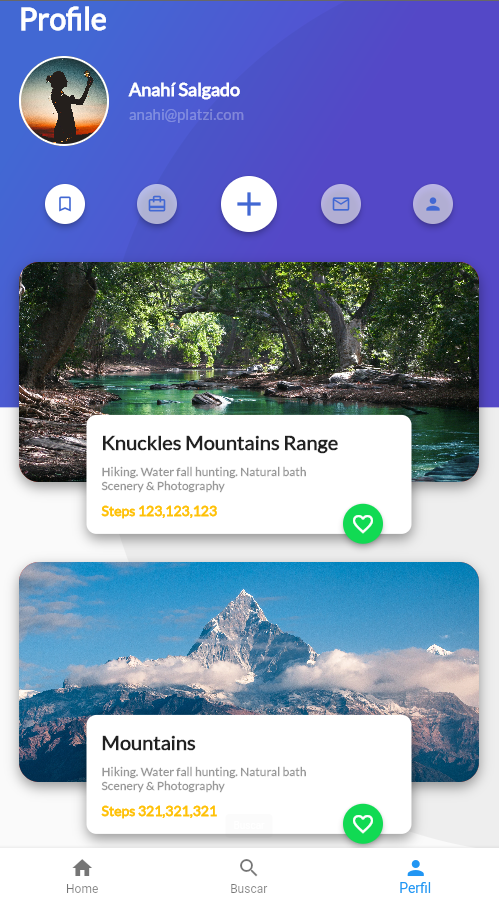 Profile
Anahí Salgado
anahi@platzi.com
Knuckles Mountains Range
Hiking. Water fall hunting. Natural bath
Scenery & Photography
Steps 123,123,123
Mountains
Hiking. Water fall hunting. Natural bath
Scenery & Photography
Steps 321,321,321
Home
Buscar
Perfil